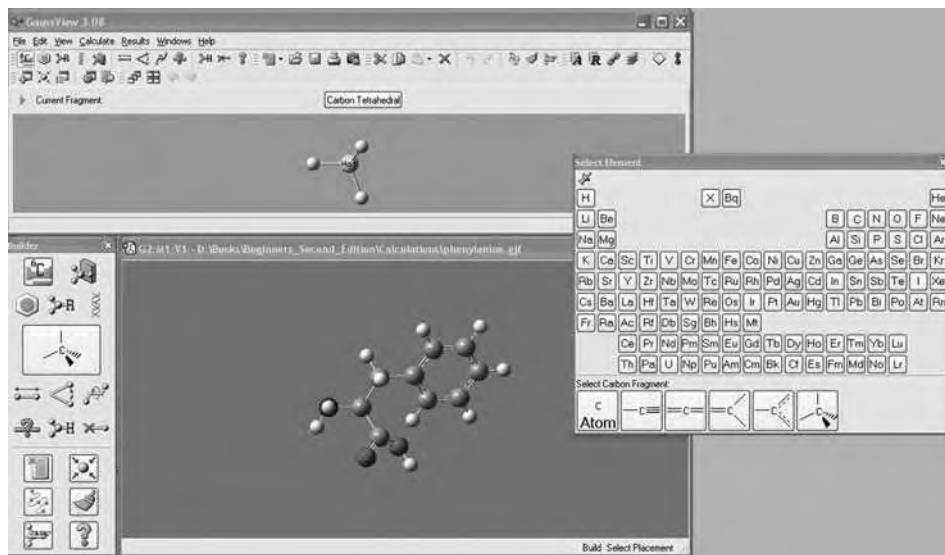 GaussView 3.08
File Edit View Calculate Results Windows Help
Current Fragment: Carbon Tetrahedral
Select Element
H X Bq He
Li Be B C N O F Ne
Na Mg Al Si P S Cl Ar
K Ca Sc Ti V Cr Mn Fe Co Ni Cu Zn Ga Ge As Se Br Kr
Rb Sr Y Zr Nb Mo Tc Ru Rh Pd Ag Cd In Sn Sb Te I Xe
Cs Ba La Hf Ta W Re Os Ir Pt Au Hg Tl Pb Bi Po At Rn
Fr Ra Ac Rf Db Sg Bh Hs Mt
Ce Pr Nd Pm Sm Eu Gd Tb Dy Ho Er Tm Yb Lu
Th Pa U Np Pu Am Cm Bk Cf Es Fm Md No Lr
Select Carbon Fragment:
C
Atom
Builder
G2:M1:V1 - D:\Books\Beginners_Second_Edition\Calculations\phenylanine.gjf
Build Select Placement